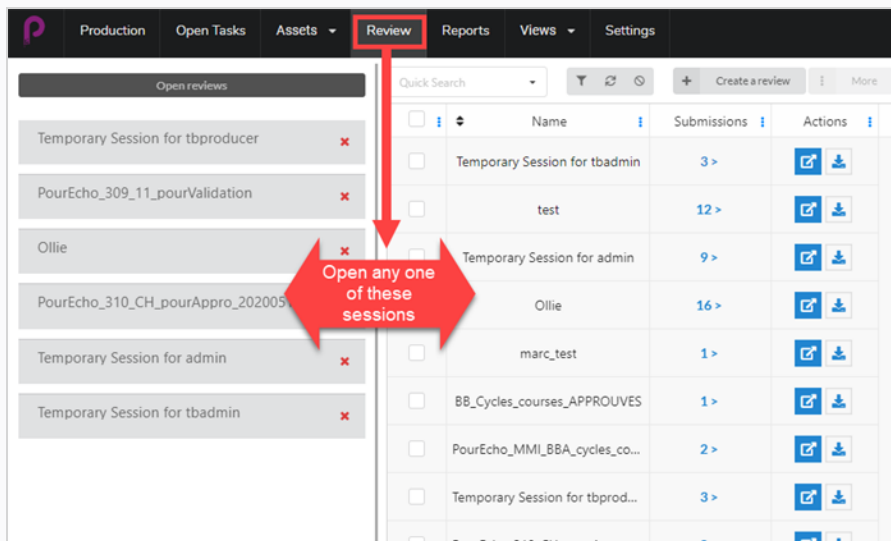 Production Open Tasks Assets Review Reports Views Settings
Open reviews
Temporary Session for tbproducer
PourEcho_309_11_pourValidation
Ollie
PourEcho_310_CH_pourAppro_202005
Temporary Session for admin
Temporary Session for tbadmin
Quick Search Create a review More
Name Submissions Actions
Temporary Session for tbadmin 3 >
test 12 >
Temporary Session for admin 9 >
Ollie 16 >
marc_test 1 >
BB_Cycles_courses_APPROUVES 1 >
PourEcho_MMI_BBA_cycles_co... 2 >
Temporary Session for tbprod... 3 >
Open any one
of these
sessions